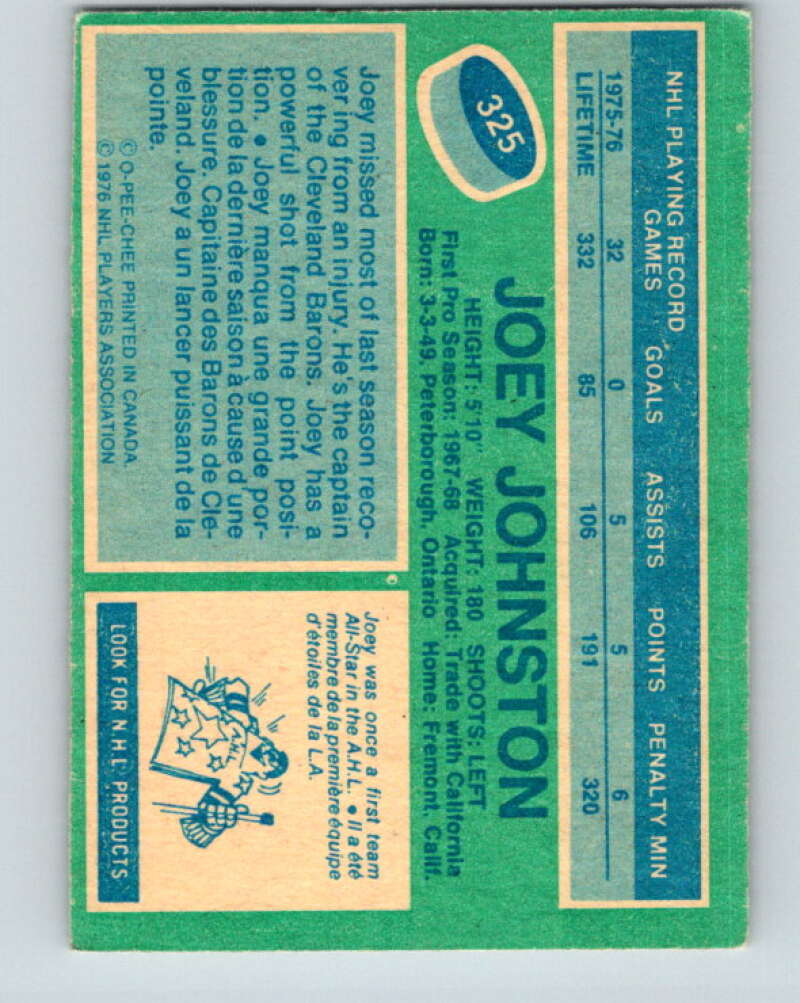 NHL PLAYING RECORD
GAMES GOALS ASSISTS POINTS PENALTY MIN
1975-76 32 0 5 5 6
LIFETIME 332 85 106 191 320
325
JOEY JOHNSTON
HEIGHT: 5'10" WEIGHT: 180 SHOOTS: LEFT
First Pro Season: 1967-68 Acquired: Trade with California
Born: 3-3-49, Peterborough, Ontario Home: Fremont, Calif.
Joey missed most of last season reco-
ver ing from an injury. He's the captain
of the Cleveland Barons. Joey has a
powerful shot from the point posi-
tion. • Joey manqua une grande por-
tion de la dernière saison à cause d'une
blessure. Capitaine des Barons de Cle-
veland. Joey a un lancer puissant de la
pointe.
© O-PEE-CHEE PRINTED IN CANADA.
© 1976 NHL PLAYERS ASSOCIATION
Joey was once a first team
All-Star in the A.H.L. • Il a été
membre de la première équipe
d'étoiles de la L.A.
LOOK FOR N.H.L. PRODUCTS